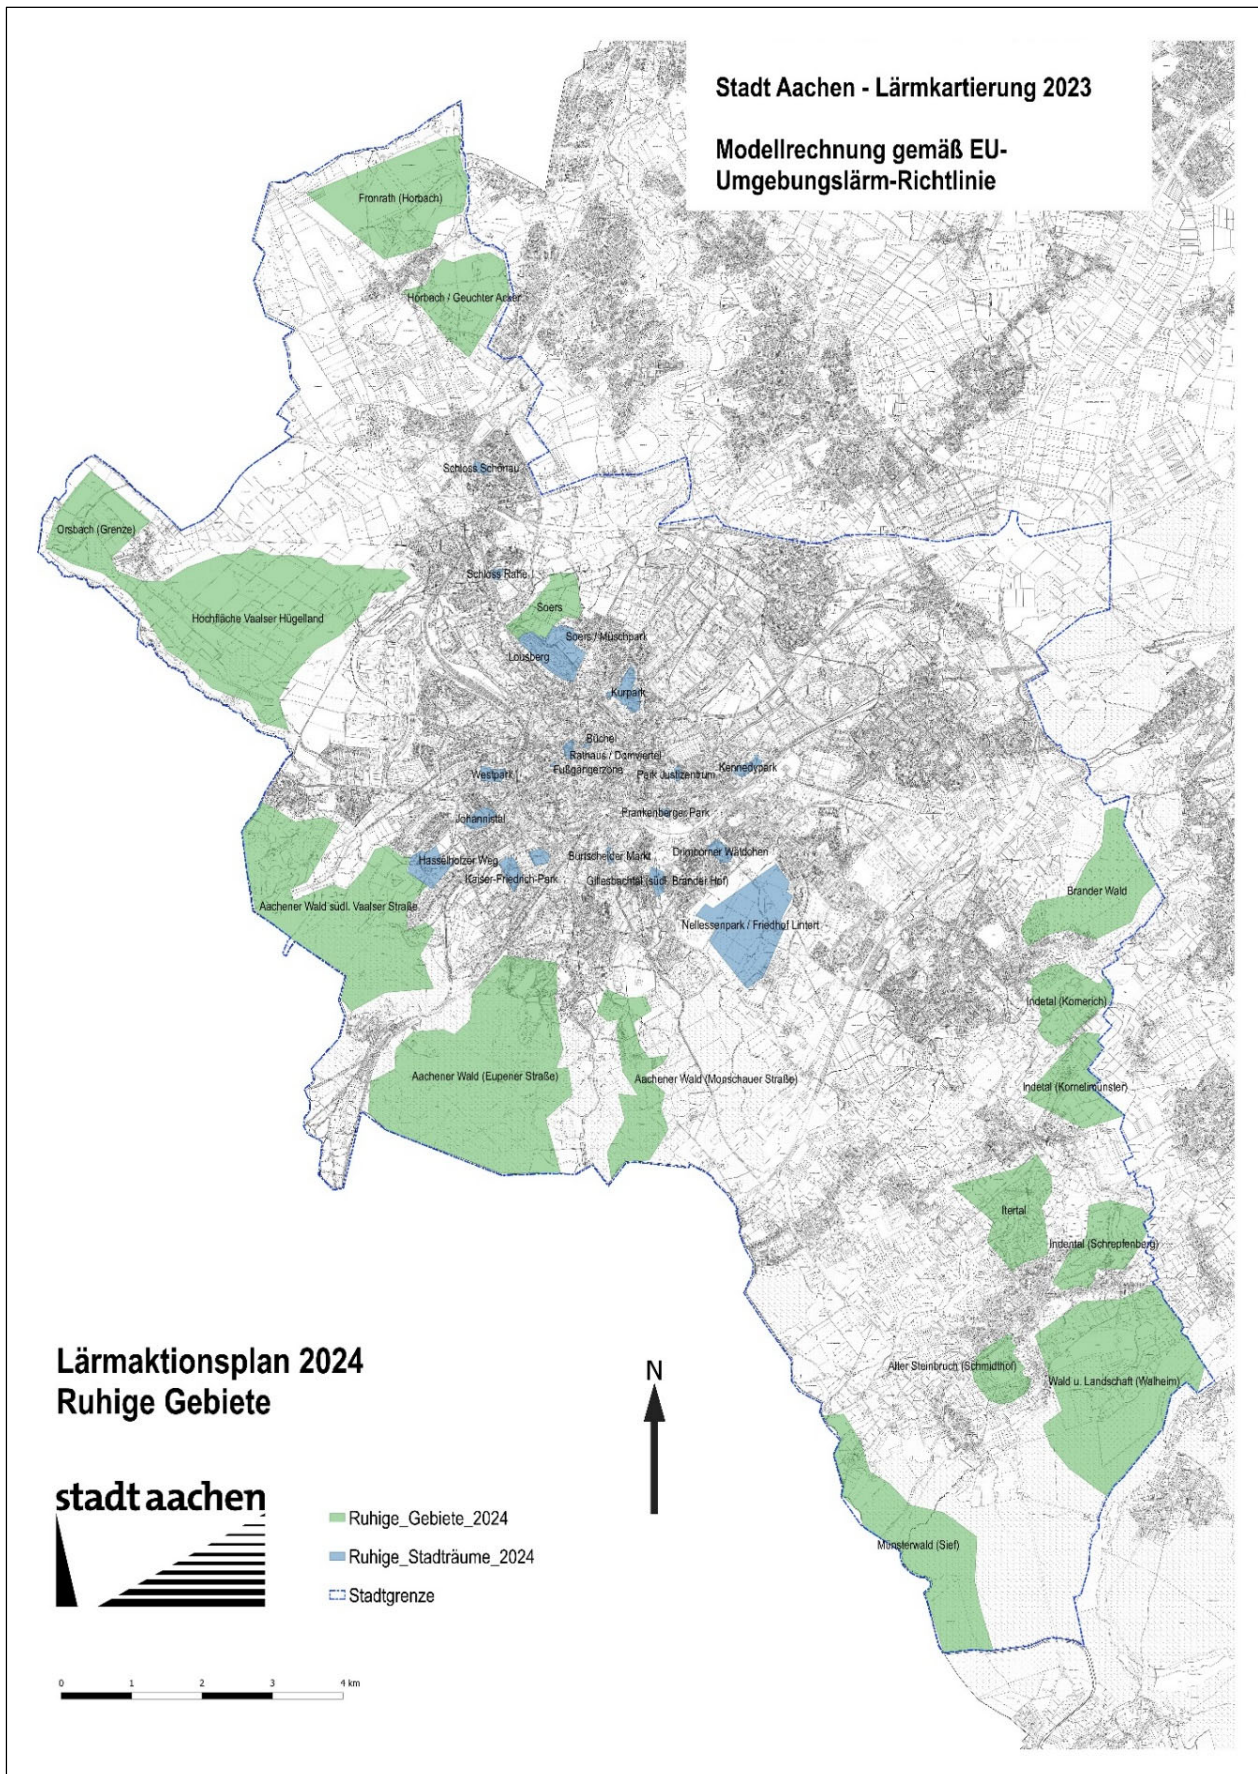 Stadt Aachen - Lärmkartierung 2023
Modellrechnung gemäß EU-
Umgebungslärm-Richtlinie
Fronrath (Horbach)
Horbach / Geuchter Acker
Schloss Schönau
Orsbach (Grenze)
Schloss Rahe
Hochfläche Vaalser Hügelland
Soers
Soers / Müschpark
Lousberg
Kurpark
Büchel
Rathaus / Domviertel
Fußgängerzone
Westpark
Park Justizentrum
Kennedypark
Johannistal
Frankenberger Park
Hasselholzer Weg
Kaiser-Friedrich-Park
Burtscheider Markt
Drimborner Wäldchen
Gillesbachtal (südl. Brander Hof)
Brander Wald
Aachener Wald südl. Vaalser Straße
Nellessenpark / Friedhof Lintert
Indetal (Komerich)
Aachener Wald (Eupener Straße)
Aachener Wald (Monschauer Straße)
Indetal (Kornelimünster)
Itertal
Indental (Schrepfenberg)
Alter Steinbruch (Schmidthof)
Wald u. Landschaft (Walheim)
Münsterwald (Sief)
Lärmaktionsplan 2024
Ruhige Gebiete
N
stadt aachen
Ruhige_Gebiete_2024
Ruhige_Stadträume_2024
Stadtgrenze
0 1 2 3 4 km